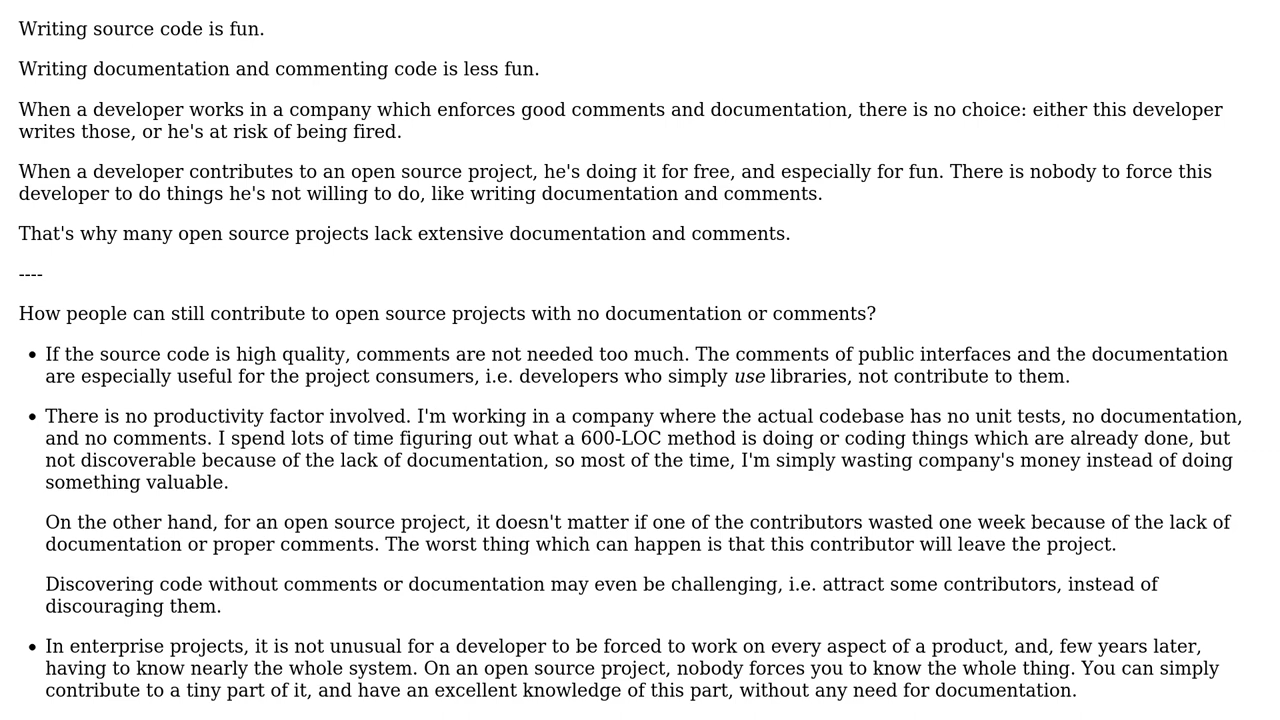 Writing source code is fun.
Writing documentation and commenting code is less fun.
When a developer works in a company which enforces good comments and documentation, there is no choice: either this developer
writes those, or he's at risk of being fired.
When a developer contributes to an open source project, he's doing it for free, and especially for fun. There is nobody to force this
developer to do things he's not willing to do, like writing documentation and comments.
That's why many open source projects lack extensive documentation and comments.
----
How people can still contribute to open source projects with no documentation or comments?
• If the source code is high quality, comments are not needed too much. The comments of public interfaces and the documentation
are especially useful for the project consumers, i.e. developers who simply use libraries, not contribute to them.
• There is no productivity factor involved. I'm working in a company where the actual codebase has no unit tests, no documentation,
and no comments. I spend lots of time figuring out what a 600-LOC method is doing or coding things which are already done, but
not discoverable because of the lack of documentation, so most of the time, I'm simply wasting company's money instead of doing
something valuable.
On the other hand, for an open source project, it doesn't matter if one of the contributors wasted one week because of the lack of
documentation or proper comments. The worst thing which can happen is that this contributor will leave the project.
Discovering code without comments or documentation may even be challenging, i.e. attract some contributors, instead of
discouraging them.
• In enterprise projects, it is not unusual for a developer to be forced to work on every aspect of a product, and, few years later,
having to know nearly the whole system. On an open source project, nobody forces you to know the whole thing. You can simply
contribute to a tiny part of it, and have an excellent knowledge of this part, without any need for documentation.